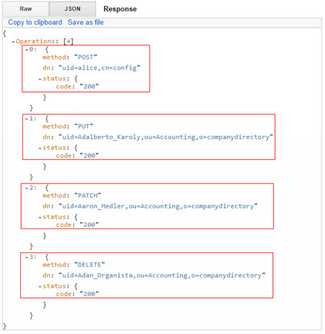 Raw JSON Response
Copy to clipboard Save as file
{
-Operations: [4]
-0: {
method: "POST"
dn: "uid=alice,cn=config"
-status: {
code: "200"
}
}
-1: {
method: "PUT"
dn: "uid=Adalberto_Karoly,ou=Accounting,o=companydirectory"
-status: {
code: "200"
}
}
-2: {
method: "PATCH"
dn: "uid=Aaron_Medler,ou=Accounting,o=companydirectory"
-status: {
code: "200"
}
}
-3: {
method: "DELETE"
dn: "uid=Adan_Organista,ou=Accounting,o=companydirectory"
-status: {
code: "200"
}
}
}